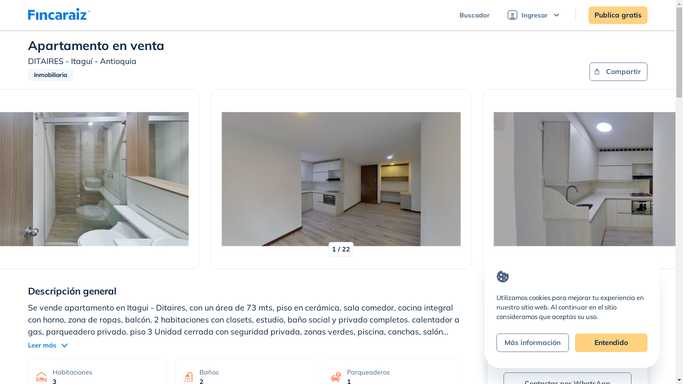 Fincaraiz
Buscador
Ingresar
Publica gratis
Apartamento en venta
DITAIRES - Itaguí - Antioquia
Inmobiliaria
Compartir
1 / 22
Descripción general
Se vende apartamento en Itagui - Ditaires, con un área de 73 mts, piso en cerámica, sala comedor, cocina integral
con horno, zona de ropas, balcón, 2 habitaciones con closets, estudio, baño social y privado completos. calentador a
gas, parqueadero privado, piso 3 Unidad cerrada con seguridad privada, zonas verdes, piscina, canchas, salón...
Leer más
Habitaciones
3
Baños
2
Parqueaderos
1
Utilizamos cookies para mejorar tu experiencia en
nuestro sitio web. Al continuar en el sitio
consideramos que aceptas su uso.
Más información
Entendido
Contactar por WhatsApp